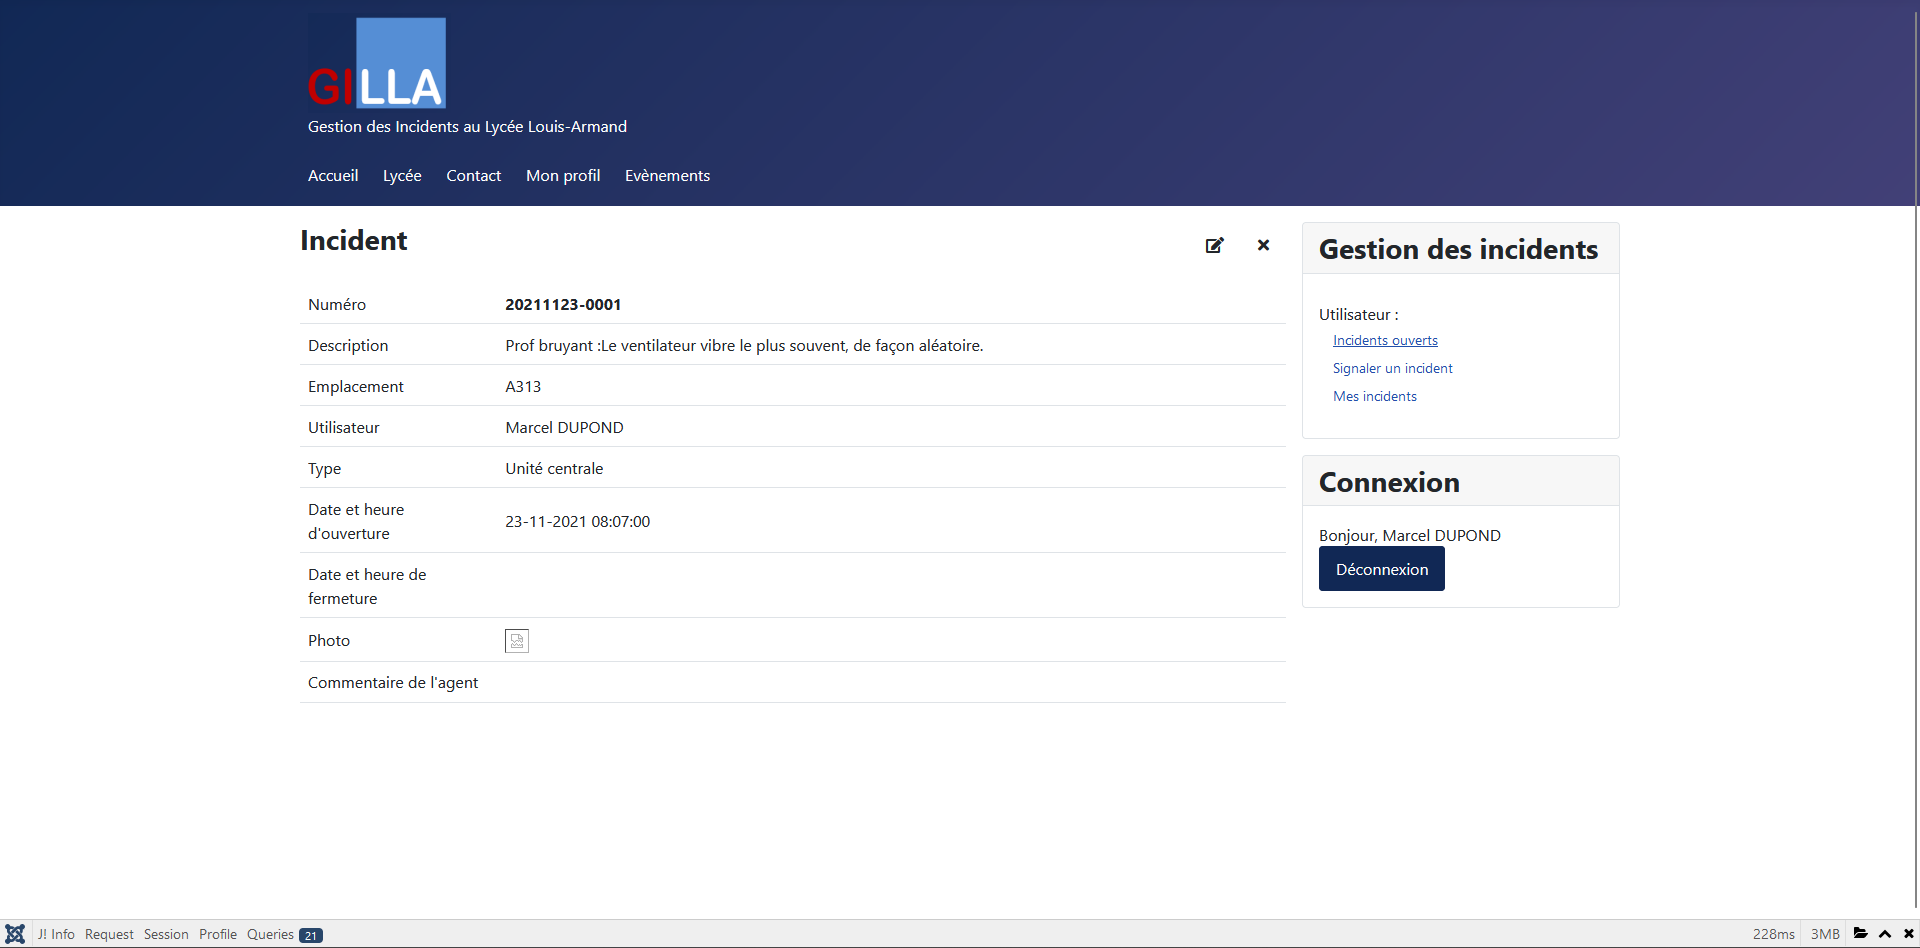 GILLA
Gestion des Incidents au Lycée Louis-Armand
Accueil Lycée Contact Mon profil Evènements
Incident
Numéro 20211123-0001
Description Prof bruyant :Le ventilateur vibre le plus souvent, de façon aléatoire.
Emplacement A313
Utilisateur Marcel DUPOND
Type Unité centrale
Date et heure
d'ouverture
23-11-2021 08:07:00
Date et heure de
fermeture
Photo
Commentaire de l'agent
Gestion des incidents
Utilisateur :
Incidents ouverts
Signaler un incident
Mes incidents
Connexion
Bonjour, Marcel DUPOND
Déconnexion
J! Info Request Session Profile Queries 21 228ms 3MB